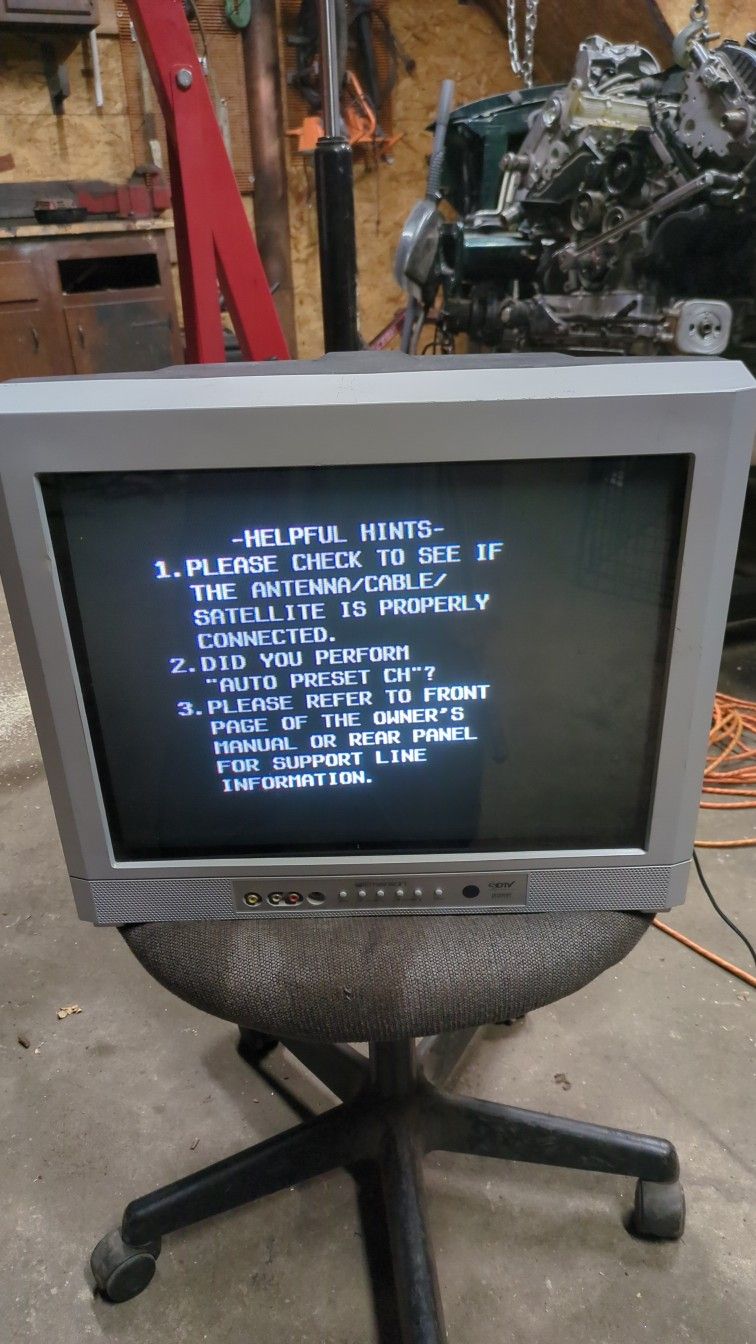 -HELPFUL HINTS-
1. PLEASE CHECK TO SEE IF
THE ANTENNA/CABLE/
SATELLITE IS PROPERLY
CONNECTED.
2. DID YOU PERFORM
"AUTO PRESET CH"?
3. PLEASE REFER TO FRONT
PAGE OF THE OWNER'S
MANUAL OR REAR PANEL
FOR SUPPORT LINE
INFORMATION.